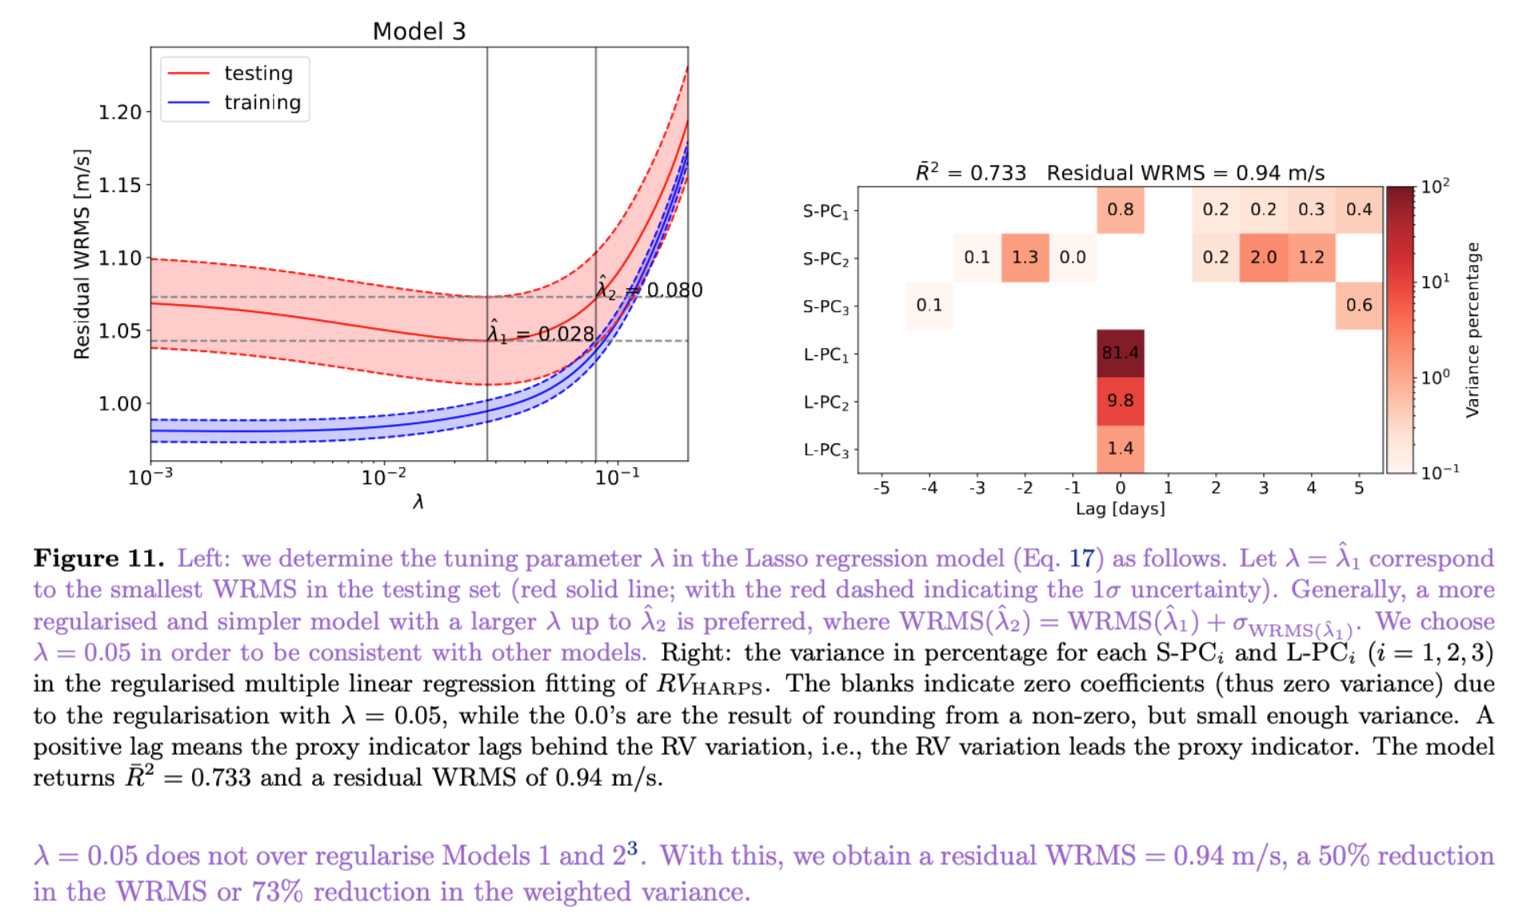 Model 3
testing
training
Residual WRMS [m/s]
1.20
1.15
1.10
1.05
1.00
λ̂₂ = 0.080
λ̂₁ = 0.028
10⁻³ 10⁻² 10⁻¹
λ
R̄² = 0.733 Residual WRMS = 0.94 m/s
S-PC₁ 0.8 0.2 0.2 0.3 0.4
S-PC₂ 0.1 1.3 0.0 0.2 2.0 1.2
S-PC₃ 0.1 0.6
L-PC₁ 81.4
L-PC₂ 9.8
L-PC₃ 1.4
-5 -4 -3 -2 -1 0 1 2 3 4 5
Lag [days]
10²
10¹
10⁰
10⁻¹
Variance percentage
Figure 11. Left: we determine the tuning parameter λ in the Lasso regression model (Eq. 17) as follows. Let λ = λ̂₁ correspond
to the smallest WRMS in the testing set (red solid line; with the red dashed indicating the 1σ uncertainty). Generally, a more
regularised and simpler model with a larger λ up to λ̂₂ is preferred, where WRMS(λ̂₂) = WRMS(λ̂₁) + σ_WRMS(λ̂₁). We choose
λ = 0.05 in order to be consistent with other models. Right: the variance in percentage for each S-PCᵢ and L-PCᵢ (i = 1, 2, 3)
in the regularised multiple linear regression fitting of RV_HARPS. The blanks indicate zero coefficients (thus zero variance) due
to the regularisation with λ = 0.05, while the 0.0's are the result of rounding from a non-zero, but small enough variance. A
positive lag means the proxy indicator lags behind the RV variation, i.e., the RV variation leads the proxy indicator. The model
returns R̄² = 0.733 and a residual WRMS of 0.94 m/s.
λ = 0.05 does not over regularise Models 1 and 2³. With this, we obtain a residual WRMS = 0.94 m/s, a 50% reduction
in the WRMS or 73% reduction in the weighted variance.